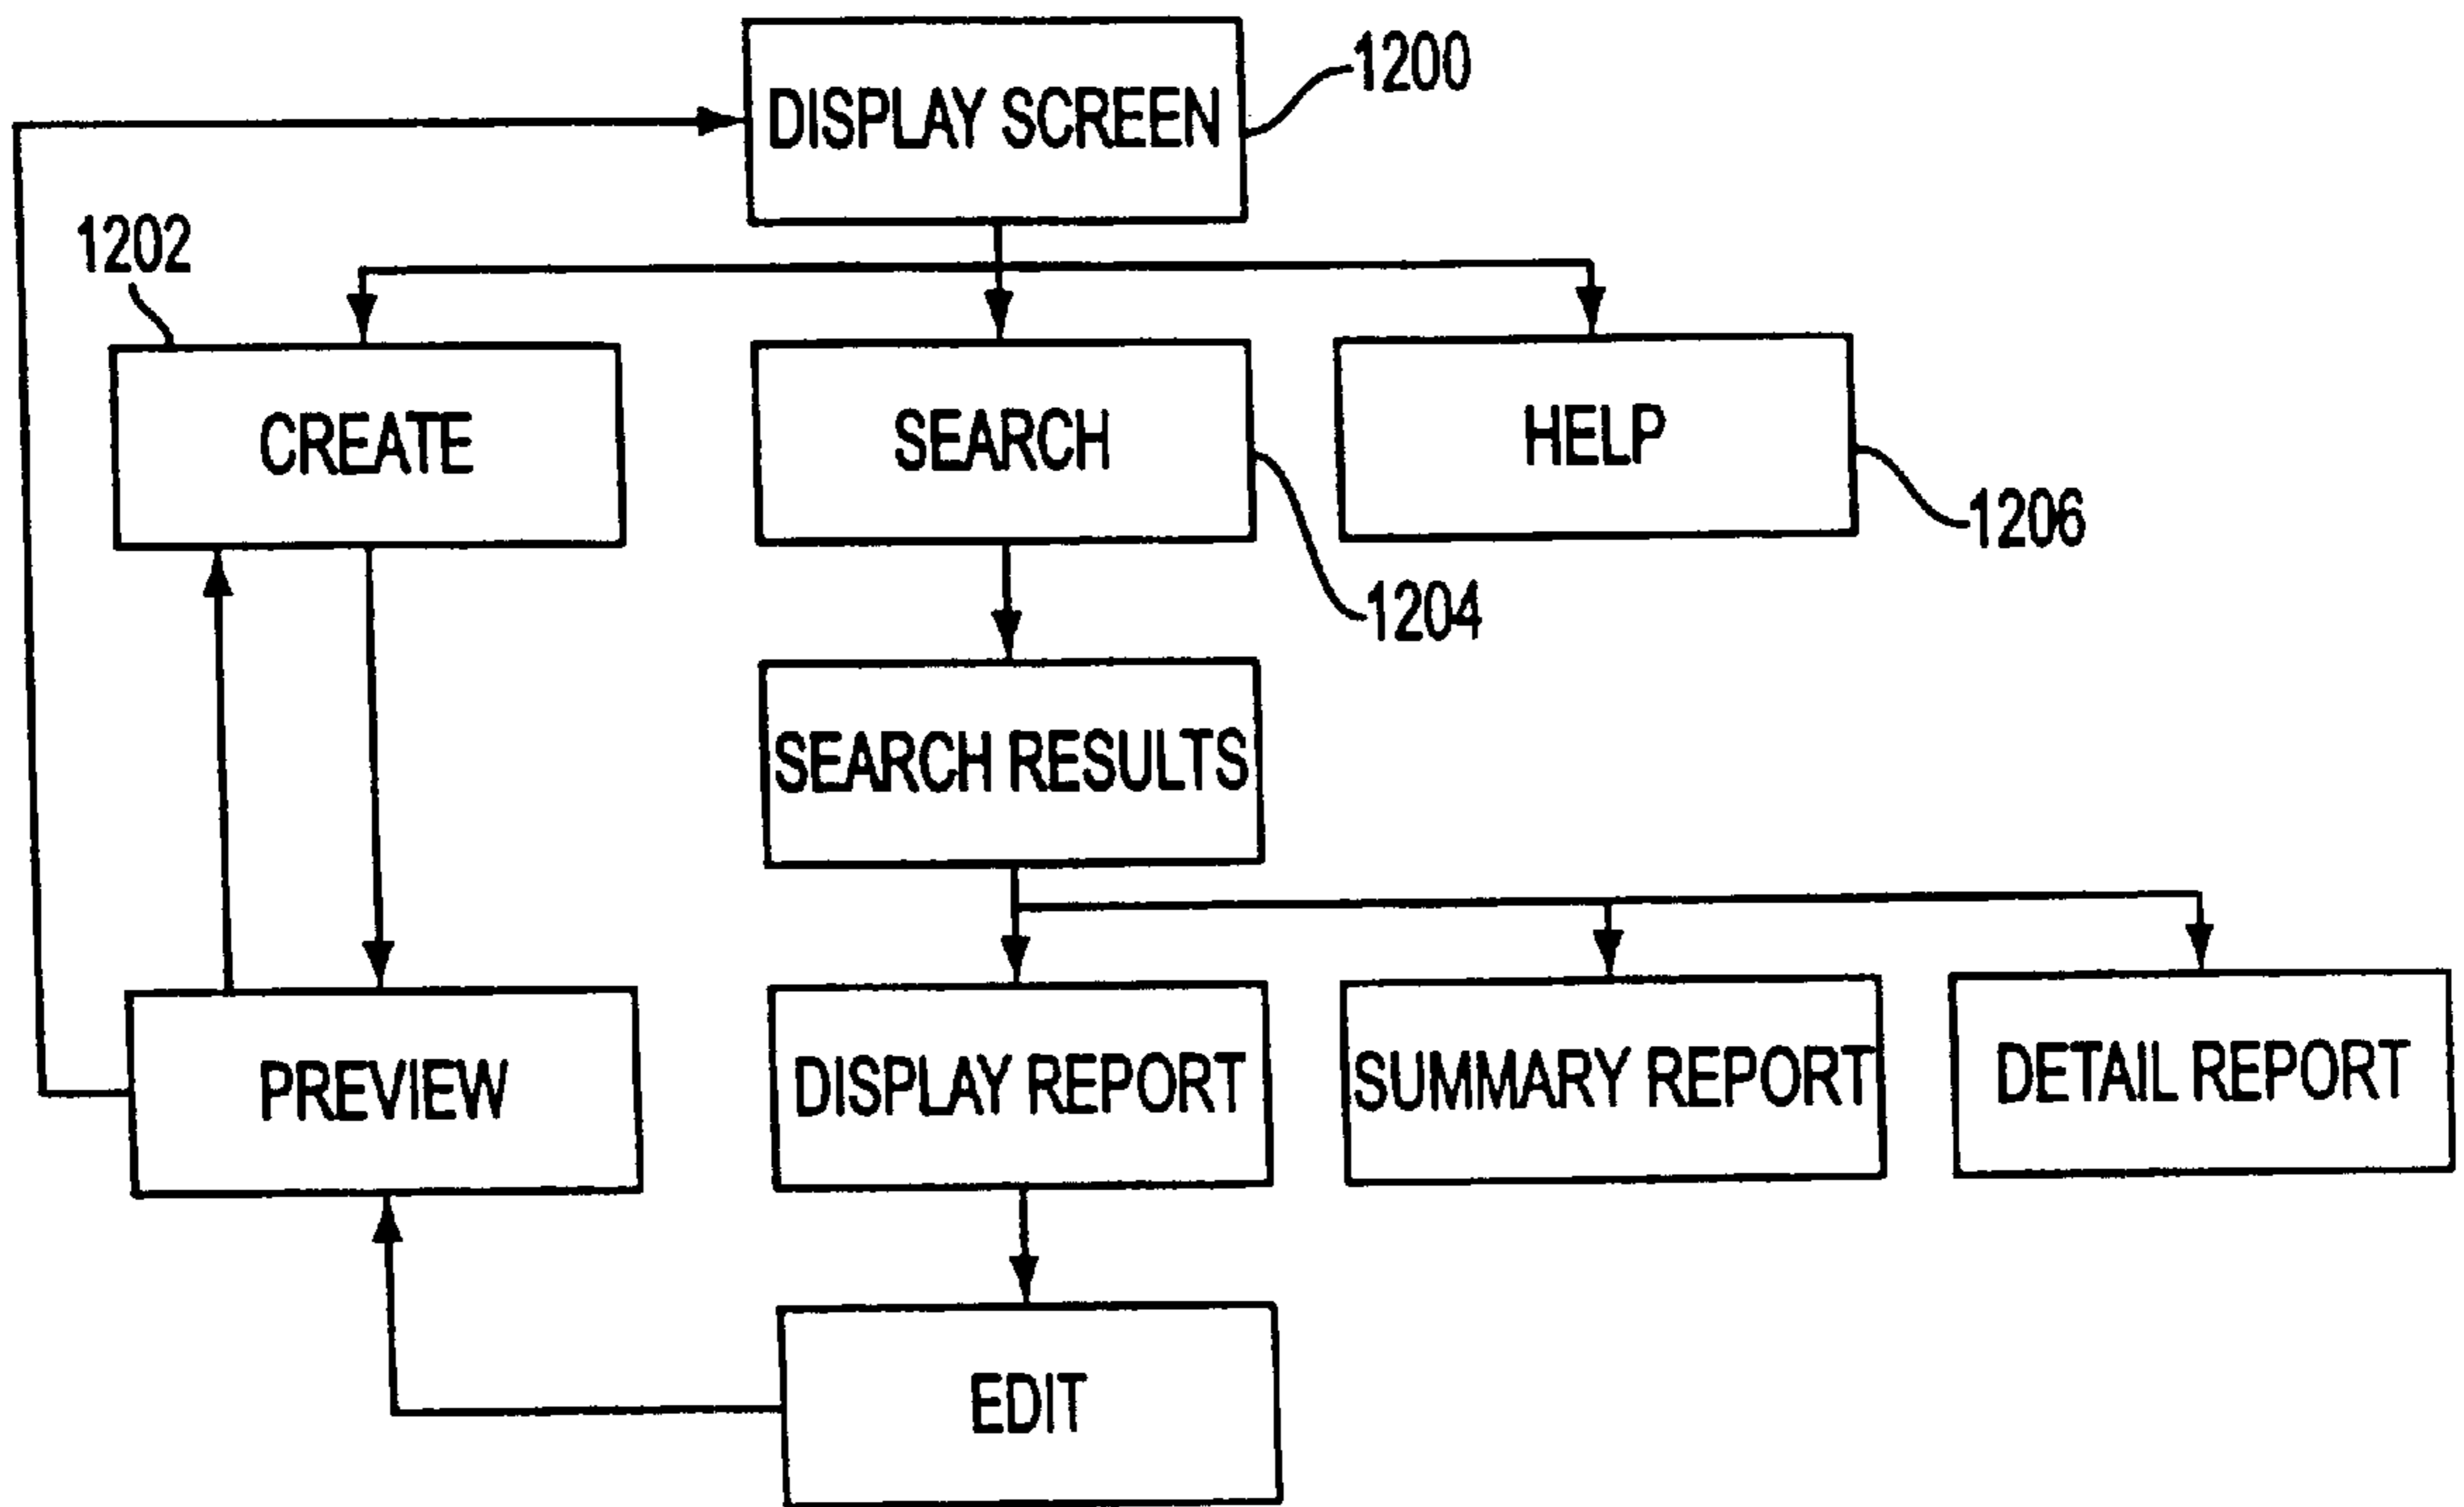 DISPLAY SCREEN
1200
1202
CREATE
SEARCH
HELP
1206
1204
SEARCH RESULTS
PREVIEW
DISPLAY REPORT
SUMMARY REPORT
DETAIL REPORT
EDIT